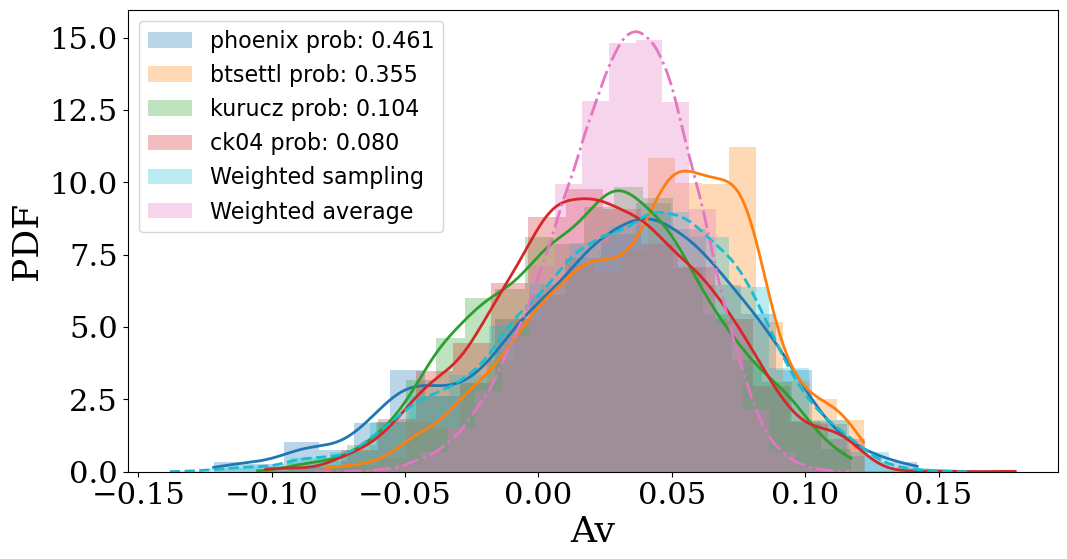 phoenix prob: 0.461
btsettl prob: 0.355
kurucz prob: 0.104
ck04 prob: 0.080
Weighted sampling
Weighted average
PDF
15.0
12.5
10.0
7.5
5.0
2.5
0.0
−0.15 −0.10 −0.05 0.00 0.05 0.10 0.15
Av